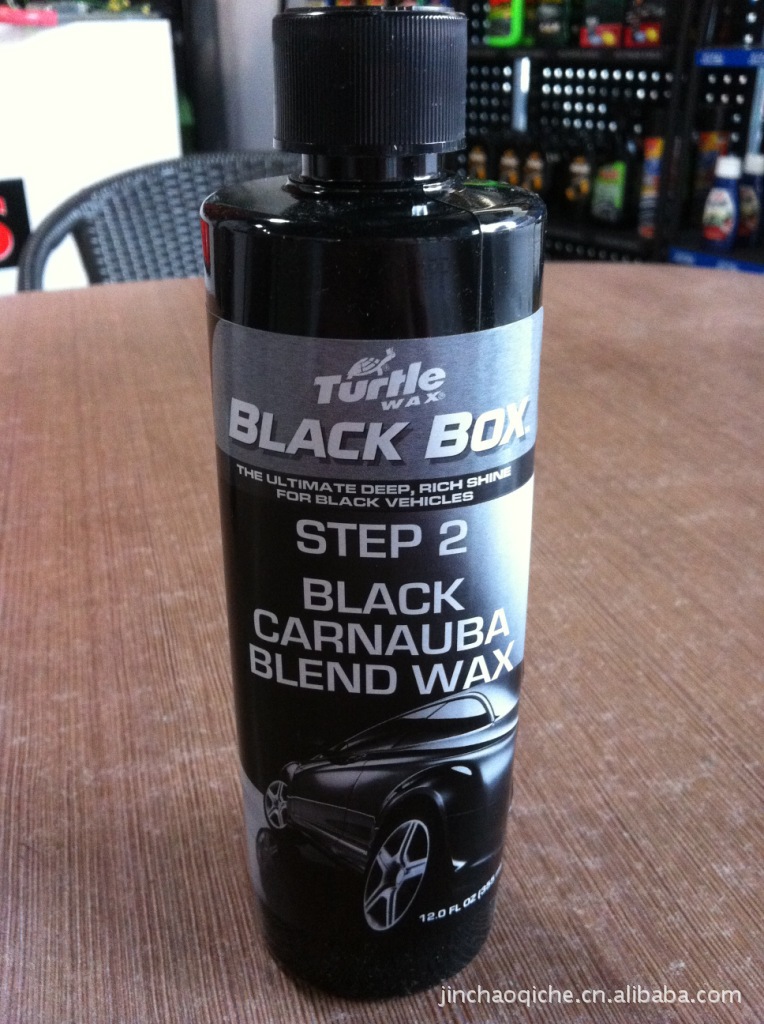 Turtle
WAX®
BLACK BOX™
THE ULTIMATE DEEP, RICH SHINE
FOR BLACK VEHICLES
STEP 2
BLACK
CARNAUBA
BLEND WAX
12.0 FL OZ
jinchaoqiche.cn.alibaba.com